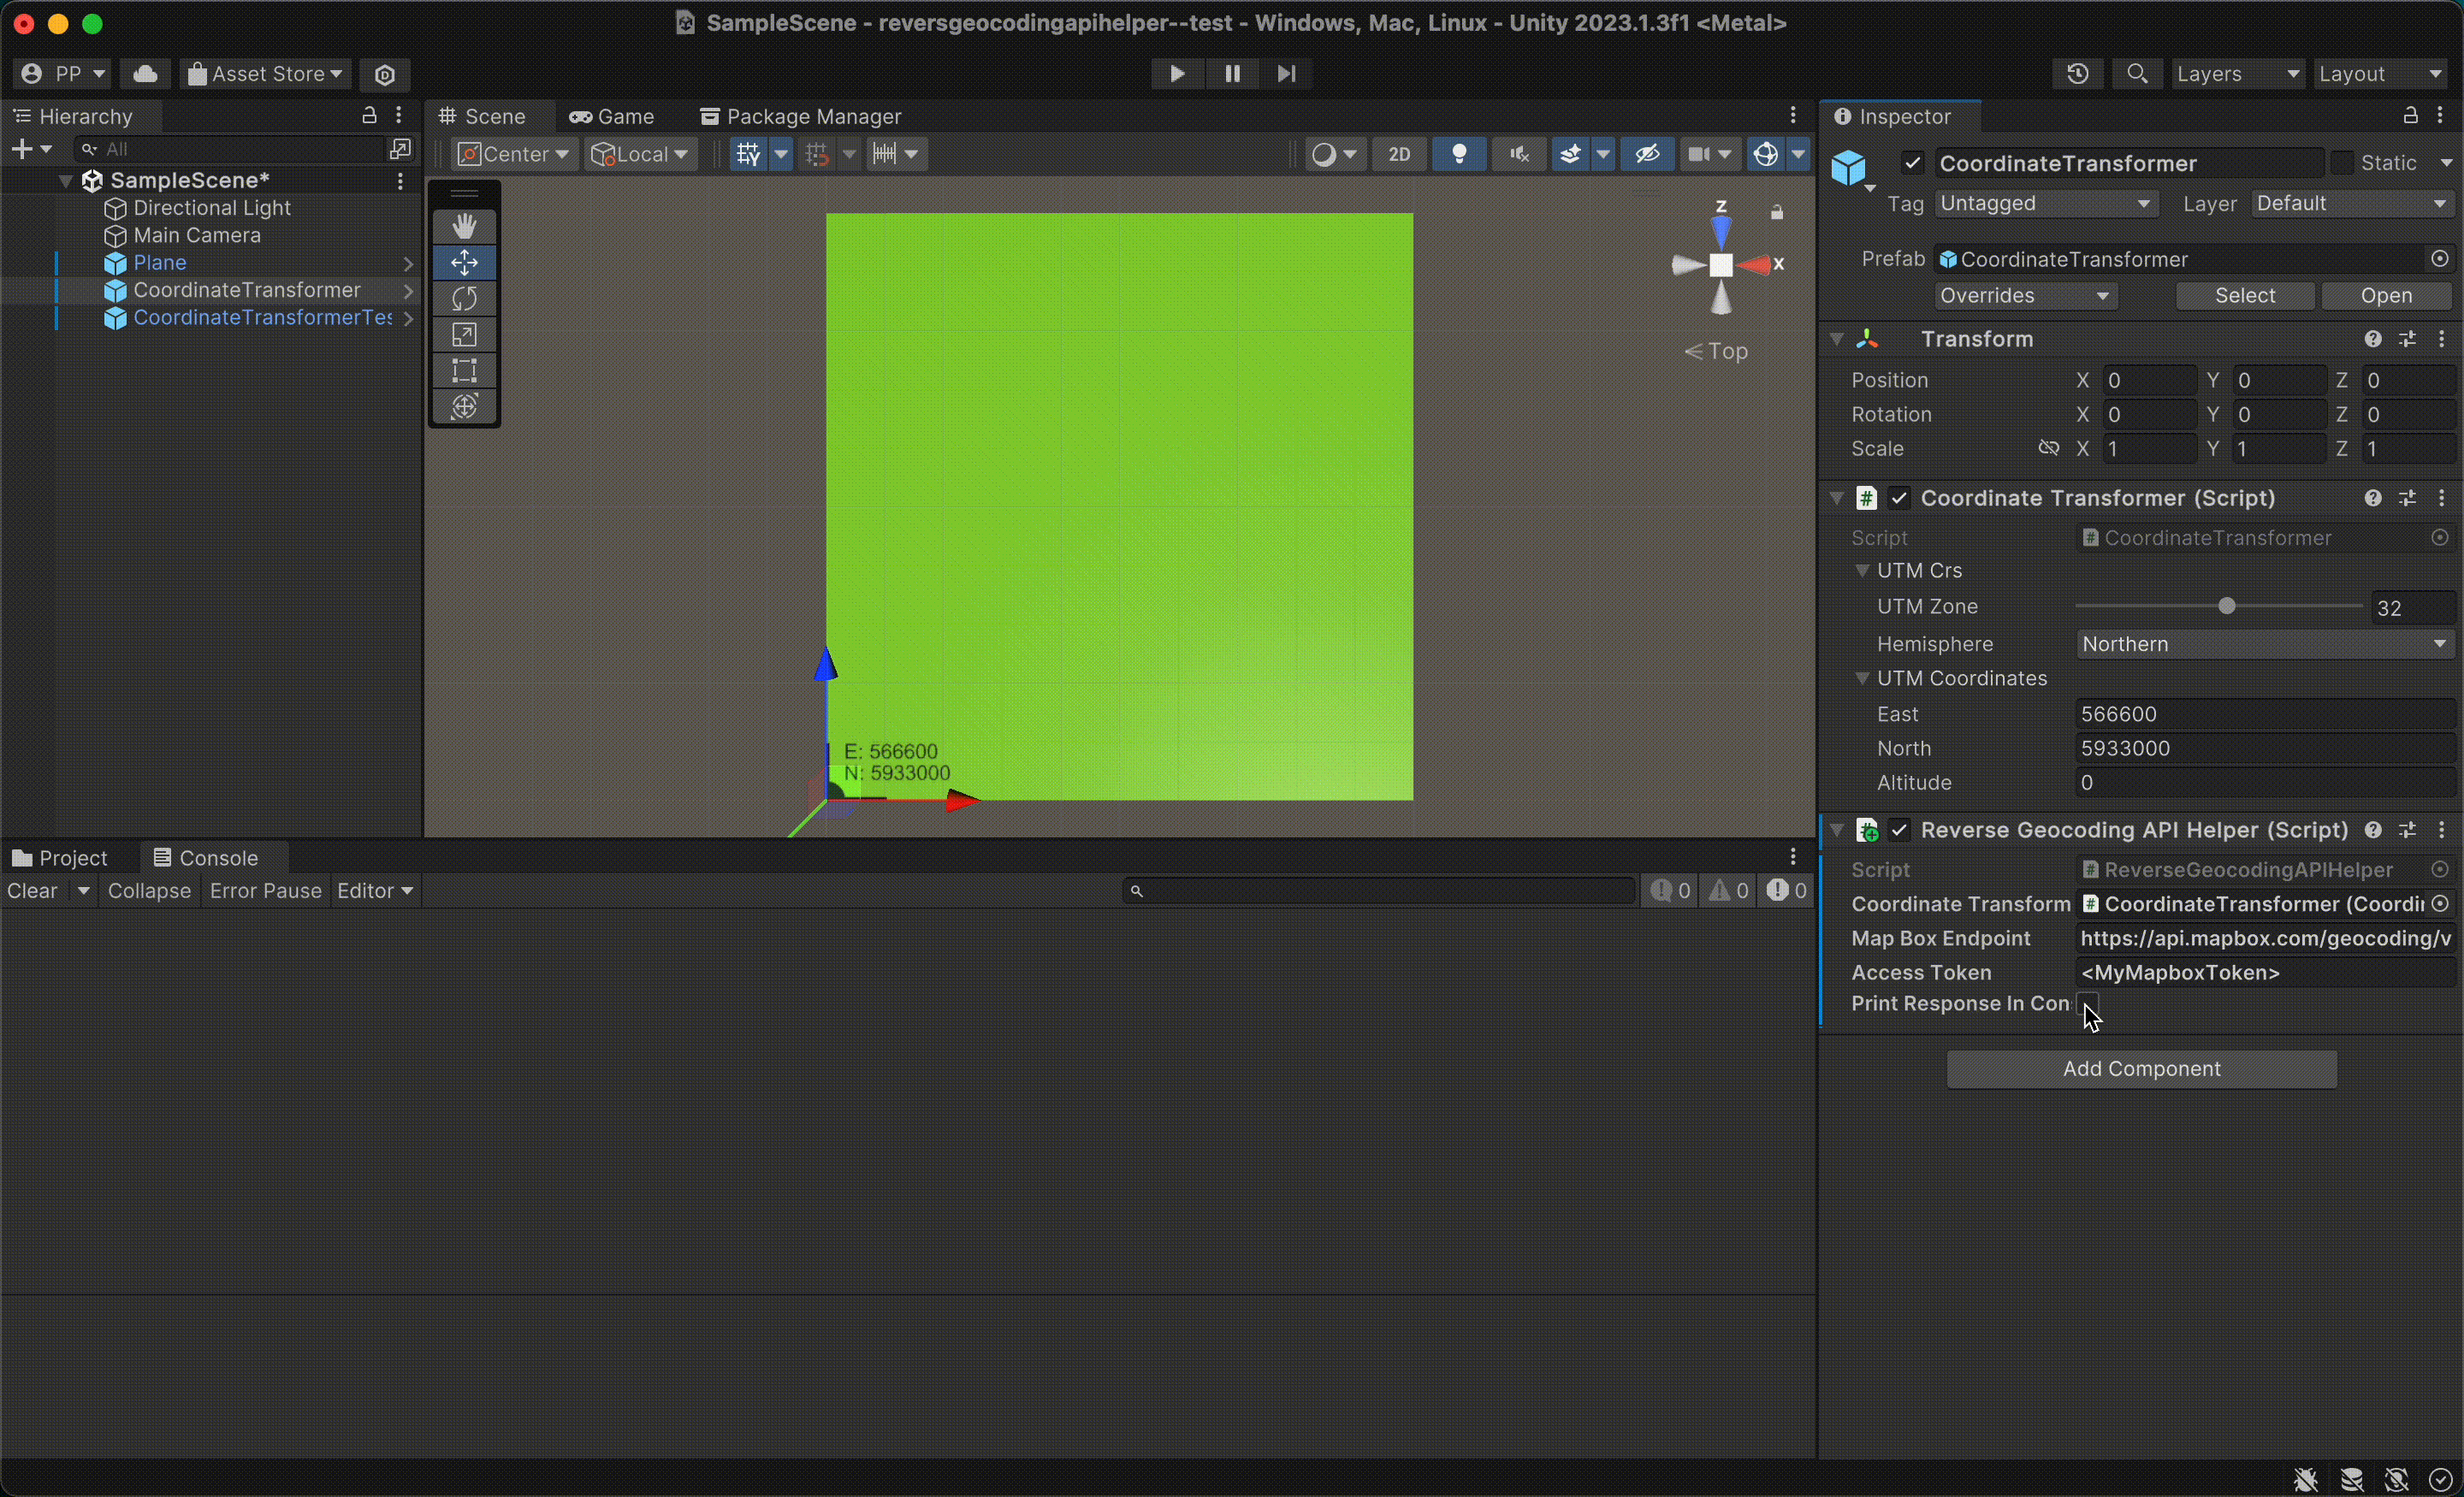 SampleScene - reversgeocodingapihelper--test - Windows, Mac, Linux - Unity 2023.1.3f1 <Metal>
PP Asset Store Layers Layout
Hierarchy
All
SampleScene*
Directional Light
Main Camera
Plane
CoordinateTransformer
CoordinateTransformerTes
Scene Game Package Manager
Center Local 2D
z
x
Top
E: 566600
N: 5933000
Project Console
Clear Collapse Error Pause Editor 0 0 0
Inspector
CoordinateTransformer Static
Tag Untagged Layer Default
Prefab CoordinateTransformer
Overrides Select Open
Transform
Position X 0 Y 0 Z 0
Rotation X 0 Y 0 Z 0
Scale X 1 Y 1 Z 1
# Coordinate Transformer (Script)
Script CoordinateTransformer
UTM Crs
UTM Zone 32
Hemisphere Northern
UTM Coordinates
East 566600
North 5933000
Altitude 0
Reverse Geocoding API Helper (Script)
Script ReverseGeocodingAPIHelper
Coordinate Transform CoordinateTransformer (Coordin
Map Box Endpoint https://api.mapbox.com/geocoding/v
Access Token <MyMapboxToken>
Print Response In Con
Add Component